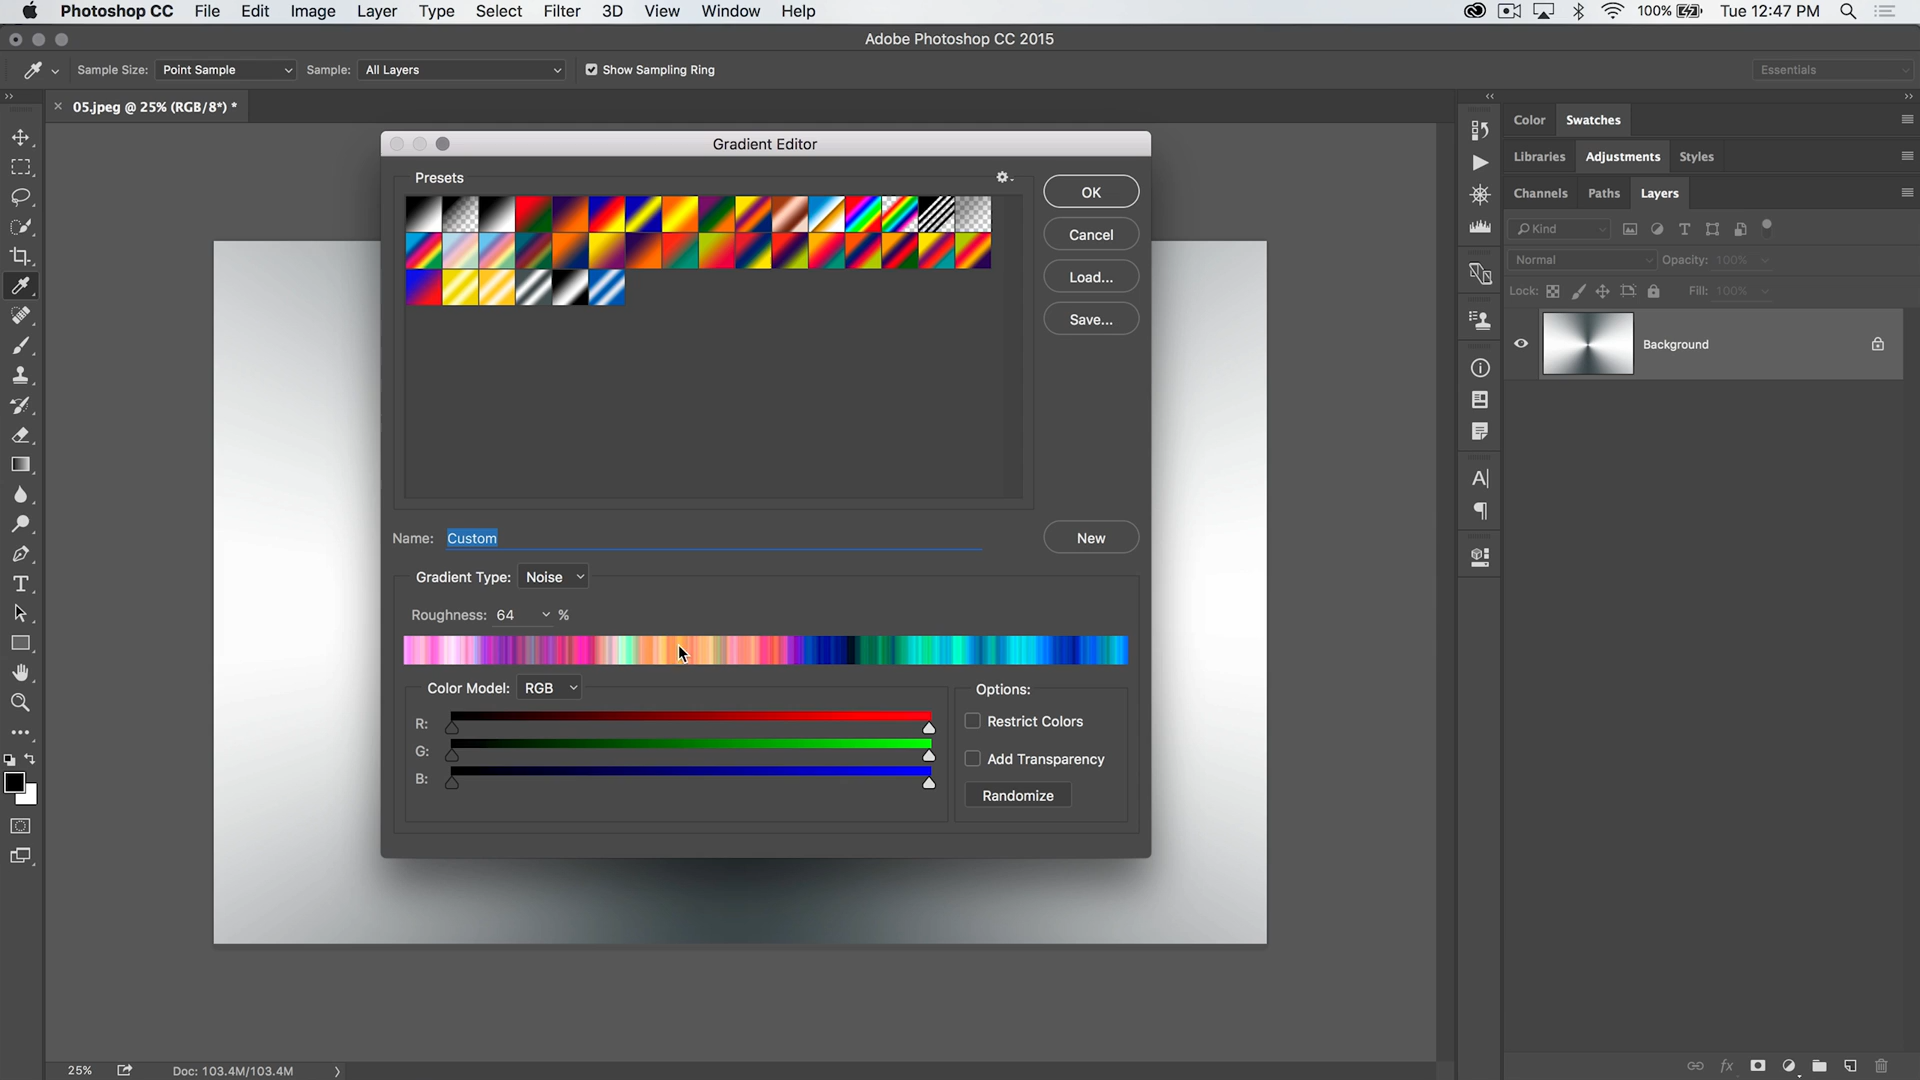 Photoshop CC File Edit Image Layer Type Select Filter 3D View Window Help 100% Tue 12:47 PM
Adobe Photoshop CC 2015
Sample Size: Point Sample Sample: All Layers Show Sampling Ring Essentials
05.jpeg @ 25% (RGB/8*) *
Color Swatches
Libraries Adjustments Styles
Channels Paths Layers
Kind
Normal Opacity: 100%
Lock: Fill: 100%
Background
Gradient Editor
Presets
OK
Cancel
Load...
Save...
Name: Custom
New
Gradient Type: Noise
Roughness: 64 %
Color Model: RGB
R:
G:
B:
Options:
Restrict Colors
Add Transparency
Randomize
25% Doc: 103.4M/103.4M